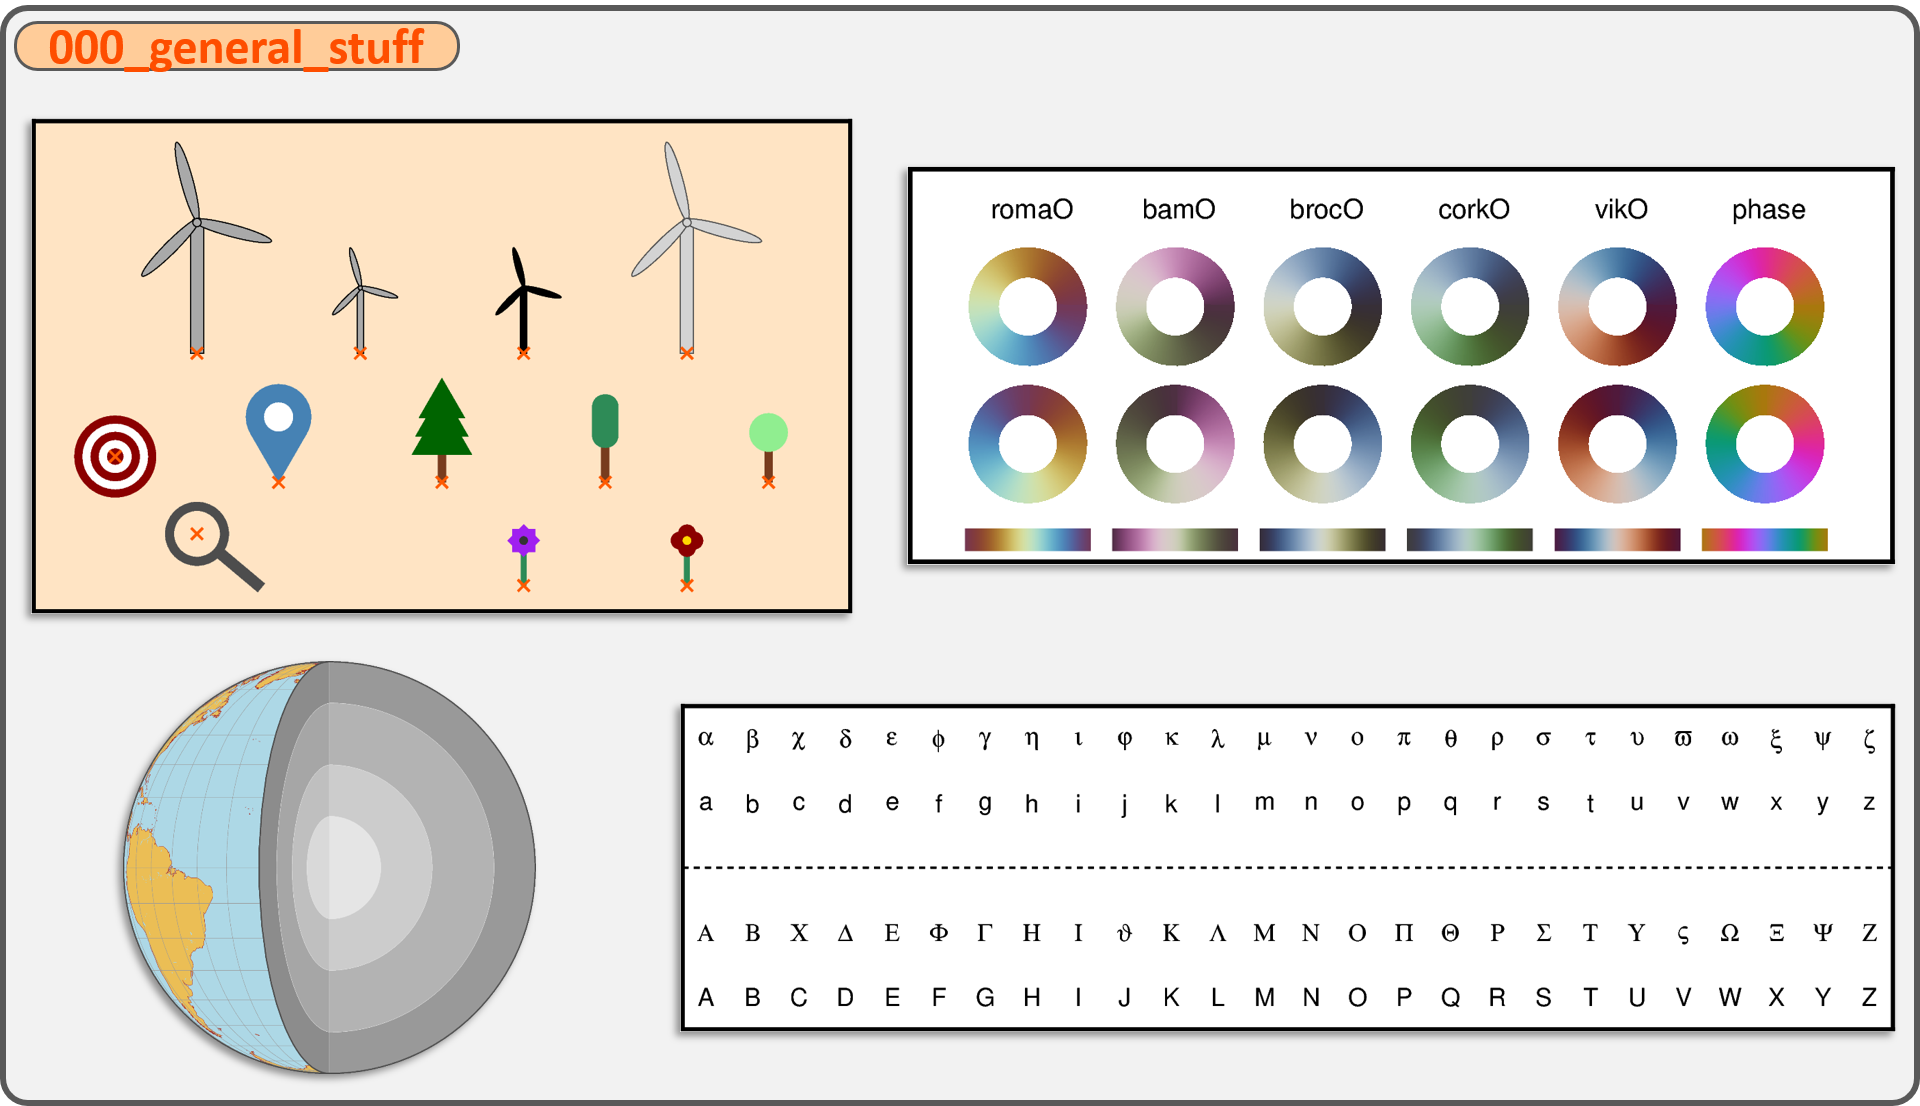 000_general_stuff
romaO bamO brocO corkO vikO phase
α β χ δ ε ϕ γ η ι φ κ λ μ ν ο π θ ρ σ τ υ ϖ ω ξ ψ ζ
a b c d e f g h i j k l m n o p q r s t u v w x y z
Α Β Χ Δ Ε Φ Γ Η Ι ϑ Κ Λ Μ Ν Ο Π Θ Ρ Σ Τ Υ ς Ω Ξ Ψ Ζ
A B C D E F G H I J K L M N O P Q R S T U V W X Y Z